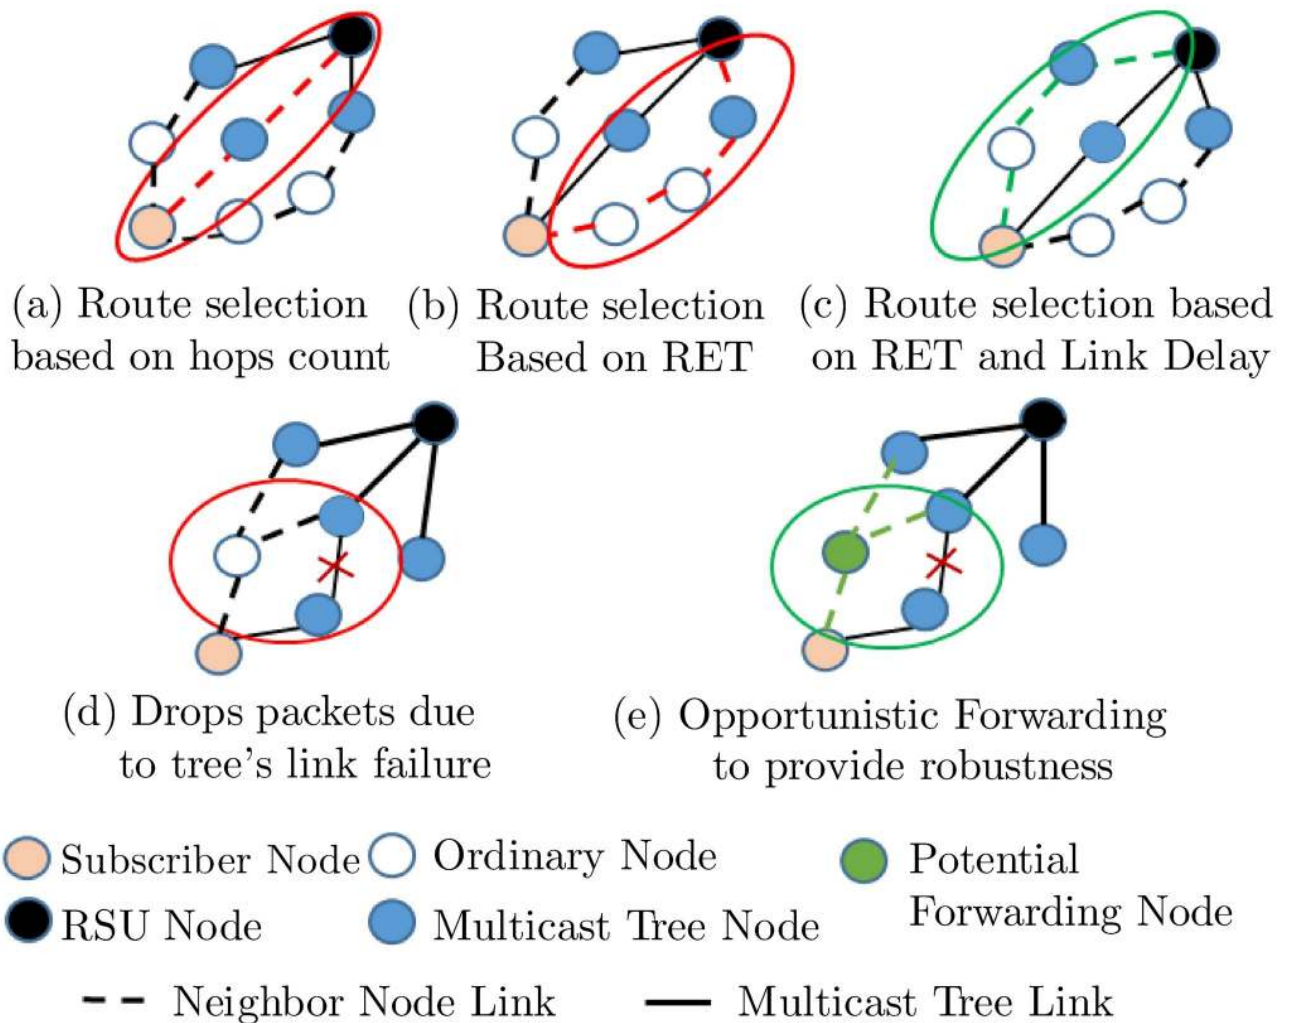 (a) Route selection
based on hops count
(b) Route selection
Based on RET
(c) Route selection based
on RET and Link Delay
(d) Drops packets due
to tree's link failure
(e) Opportunistic Forwarding
to provide robustness
Subscriber Node
Ordinary Node
Potential
Forwarding Node
RSU Node
Multicast Tree Node
Neighbor Node Link
Multicast Tree Link